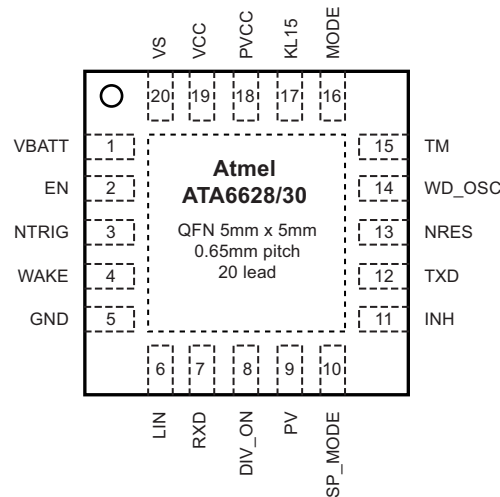 VS
VCC
PVCC
KL15
MODE
20
19
18
17
16
VBATT 1
EN 2
NTRIG 3
WAKE 4
GND 5
Atmel
ATA6628/30
QFN 5mm x 5mm
0.65mm pitch
20 lead
15 TM
14 WD_OSC
13 NRES
12 TXD
11 INH
6
7
8
9
10
LIN
RXD
DIV_ON
PV
SP_MODE